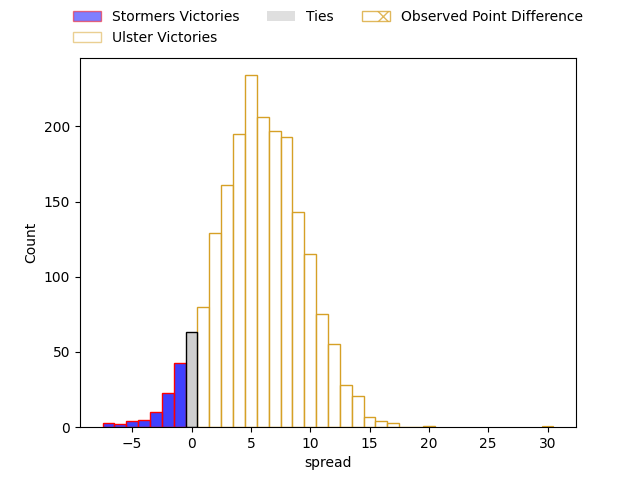 Stormers Victories Ties Observed Point Difference
Ulster Victories
200
150
100
50
0
Count
−5 0 5 10 15 20 25 30
spread